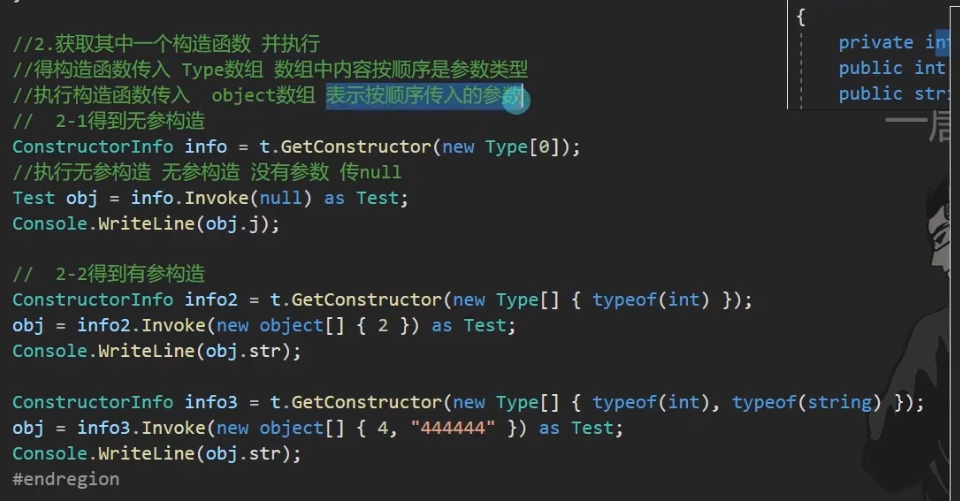 //2.获取其中一个构造函数 并执行
//得构造函数传入 Type数组 数组中内容按顺序是参数类型
//执行构造函数传入  object数组 表示按顺序传入的参数
//  2-1得到无参构造
ConstructorInfo info = t.GetConstructor(new Type[0]);
//执行无参构造 无参构造 没有参数 传null
Test obj = info.Invoke(null) as Test;
Console.WriteLine(obj.j);
//  2-2得到有参构造
ConstructorInfo info2 = t.GetConstructor(new Type[] { typeof(int) });
obj = info2.Invoke(new object[] { 2 }) as Test;
Console.WriteLine(obj.str);
ConstructorInfo info3 = t.GetConstructor(new Type[] { typeof(int), typeof(string) });
obj = info3.Invoke(new object[] { 4, "444444" }) as Test;
Console.WriteLine(obj.str);
#endregion
{
private int
public int
public stri
一唐